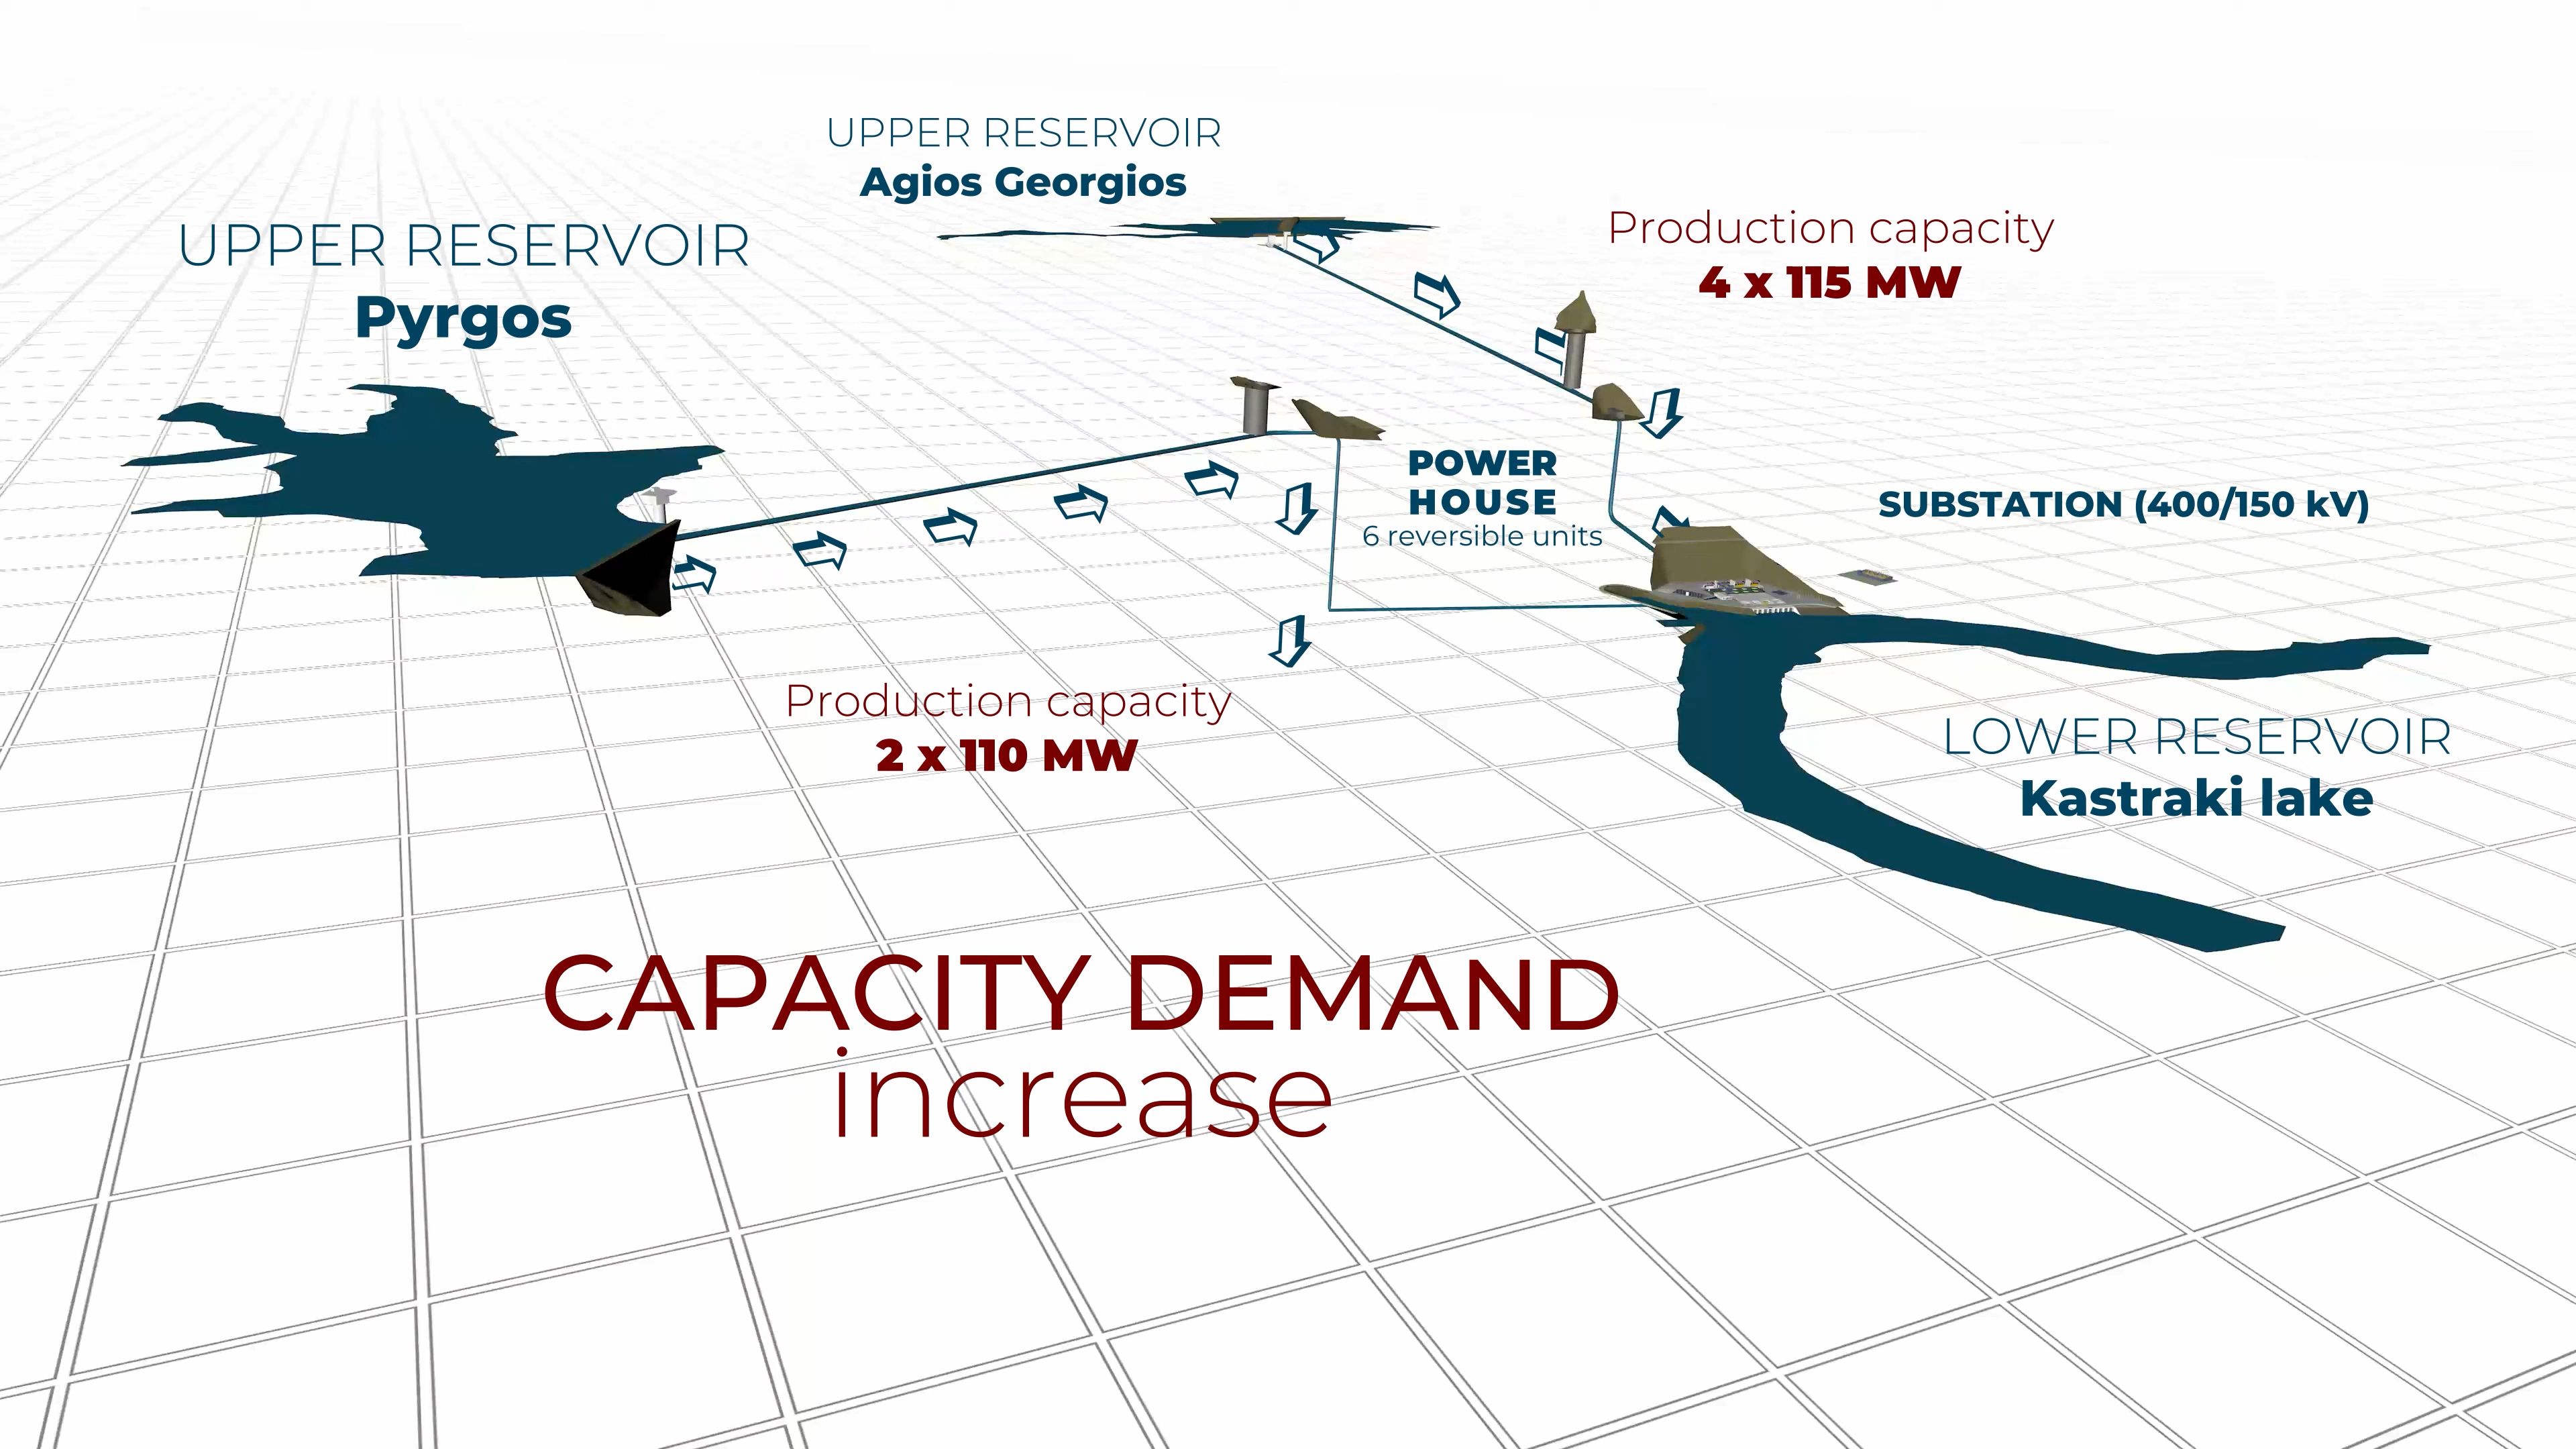 UPPER RESERVOIR
Agios Georgios
UPPER RESERVOIR
Pyrgos
Production capacity
4 x 115 MW
POWER
HOUSE
6 reversible units
SUBSTATION (400/150 kV)
Production capacity
2 x 110 MW
LOWER RESERVOIR
Kastraki lake
CAPACITY DEMAND
increase